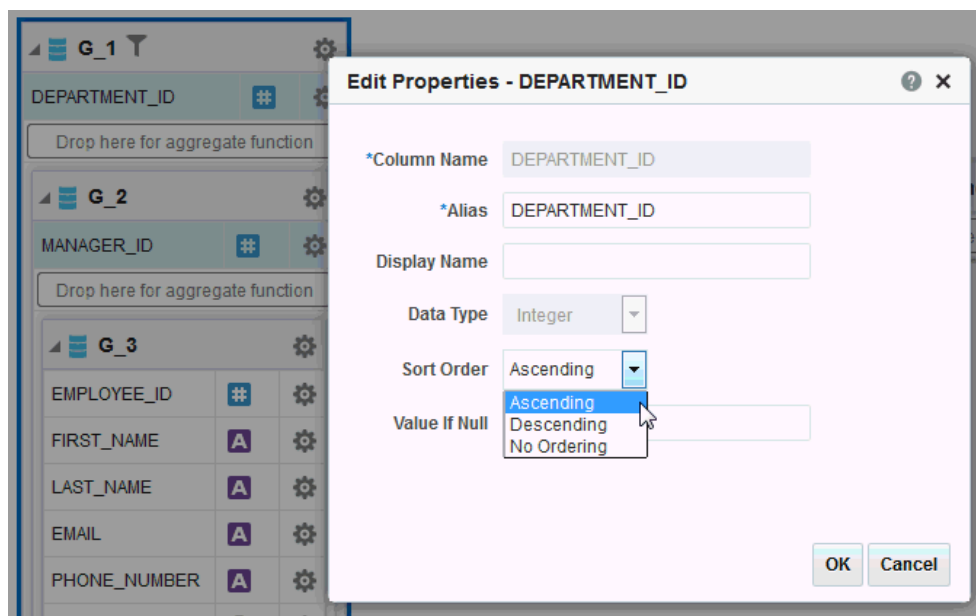 G_1
DEPARTMENT_ID
Drop here for aggregate function
G_2
MANAGER_ID
Drop here for aggregate function
G_3
EMPLOYEE_ID
FIRST_NAME
LAST_NAME
EMAIL
PHONE_NUMBER
Edit Properties - DEPARTMENT_ID
*Column Name DEPARTMENT_ID
*Alias DEPARTMENT_ID
Display Name
Data Type Integer
Sort Order Ascending
Ascending
Descending
No Ordering
Value If Null
OK Cancel